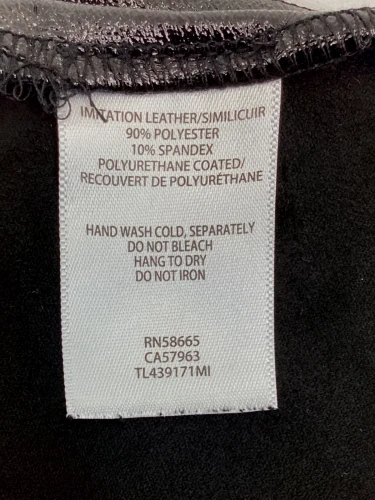 IMITATION LEATHER/SIMILICUIR
90% POLYESTER
10% SPANDEX
POLYURETHANE COATED/
RECOUVERT DE POLYURÉTHANE
HAND WASH COLD, SEPARATELY
DO NOT BLEACH
HANG TO DRY
DO NOT IRON
RN58665
CA57963
TL439171MI